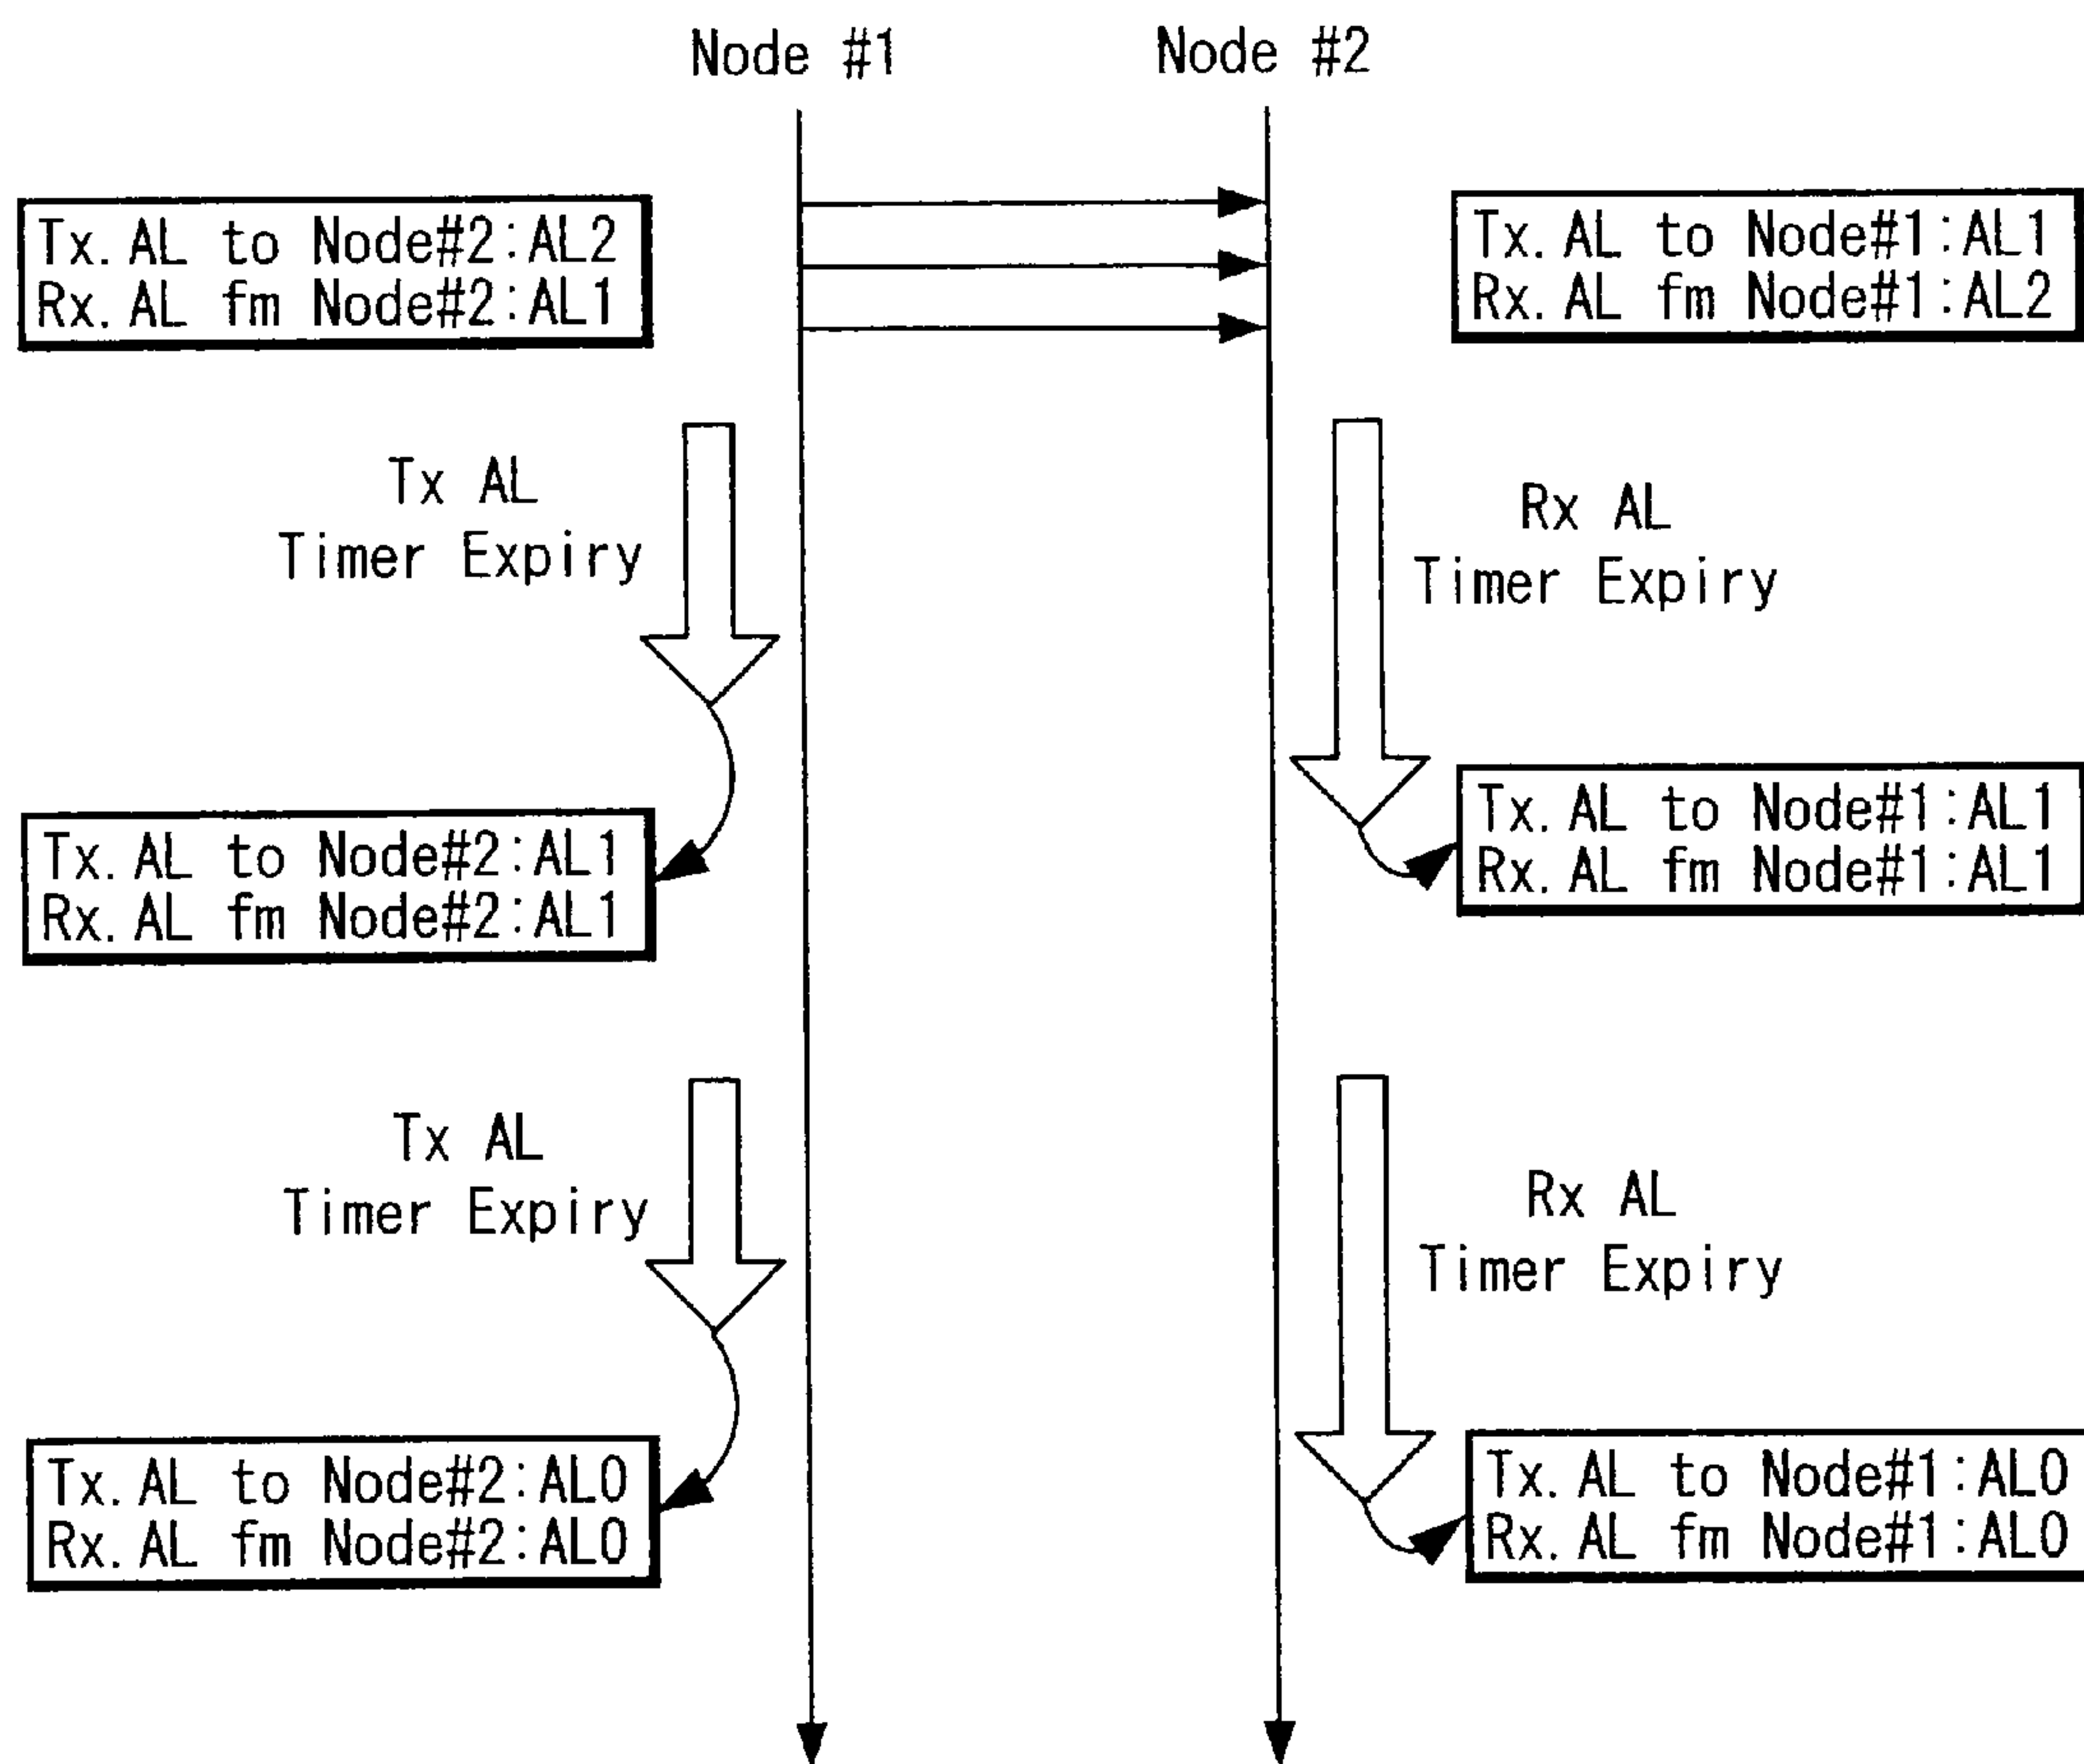 Node #1
Node #2
Tx.AL to Node#2:AL2
Rx.AL fm Node#2:AL1
Tx.AL to Node#1:AL1
Rx.AL fm Node#1:AL2
Tx AL
Timer Expiry
Rx AL
Timer Expiry
Tx.AL to Node#2:AL1
Rx.AL fm Node#2:AL1
Tx.AL to Node#1:AL1
Rx.AL fm Node#1:AL1
Tx AL
Timer Expiry
Rx AL
Timer Expiry
Tx.AL to Node#2:AL0
Rx.AL fm Node#2:AL0
Tx.AL to Node#1:AL0
Rx.AL fm Node#1:AL0